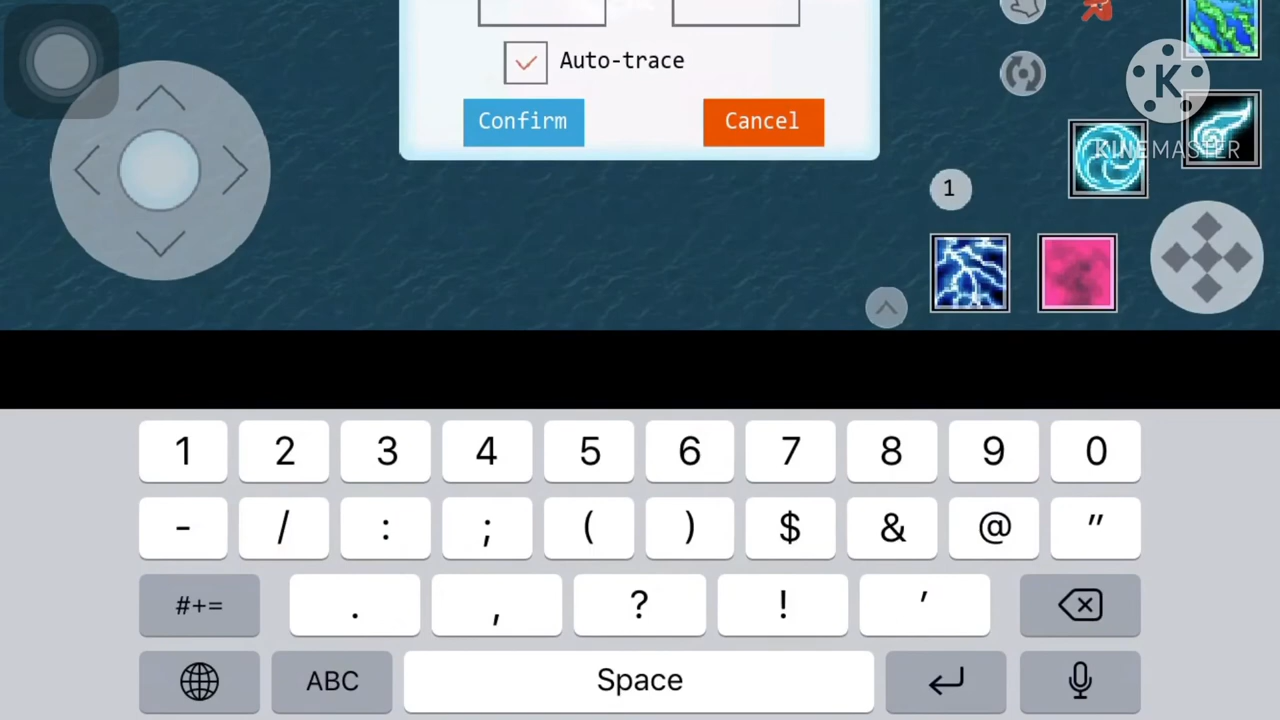 Auto-trace
Confirm Cancel
K
KINEMASTER
1
1 2 3 4 5 6 7 8 9 0
- / : ; ( ) $ & @ "
#+= . , ? ! '
ABC Space